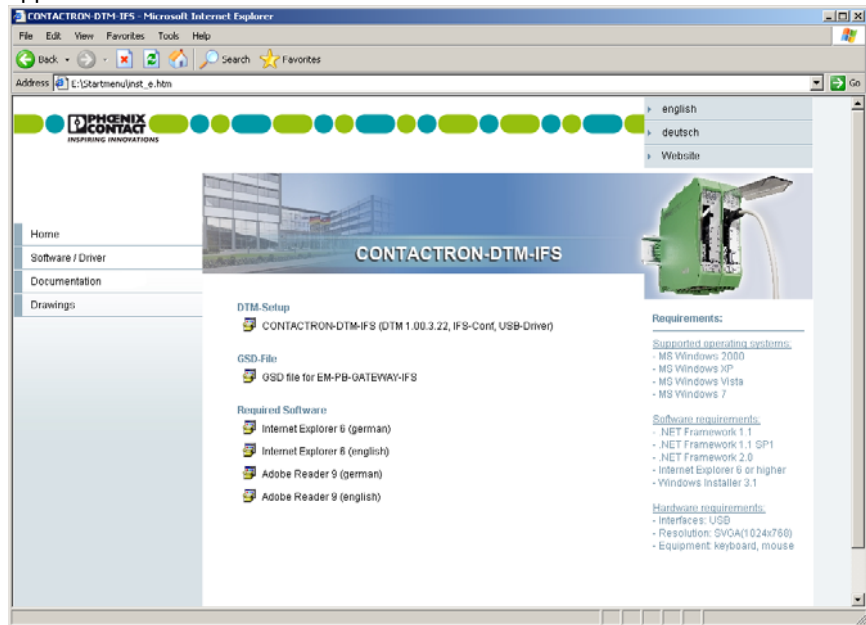 CONTACTRON-DTM-IFS - Microsoft Internet Explorer
File Edit View Favorites Tools Help
Back Search Favorites
Address E:\Startmenu\inst_e.htm Go
english
deutsch
Website
PHŒNIX
CONTACT
INSPIRING INNOVATIONS
CONTACTRON-DTM-IFS
Home
Software / Driver
Documentation
Drawings
DTM-Setup
CONTACTRON-DTM-IFS (DTM 1.00.3.22, IFS-Conf, USB-Driver)
GSD-File
GSD file for EM-PB-GATEWAY-IFS
Required Software
Internet Explorer 6 (german)
Internet Explorer 6 (english)
Adobe Reader 9 (german)
Adobe Reader 9 (english)
Requirements:
Supported operating systems:
- MS Windows 2000
- MS Windows XP
- MS Windows Vista
- MS Windows 7
Software requirements:
- .NET Framework 1.1
- .NET Framework 1.1 SP1
- .NET Framework 2.0
- Internet Explorer 6 or higher
- Windows Installer 3.1
Hardware requirements:
- Interfaces: USB
- Resolution: SVGA(1024x768)
- Equipment: keyboard, mouse